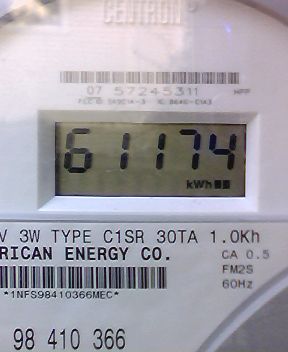 CENTRON
07 57245311
61174
kWh
V 3W TYPE C1SR 30TA 1.0Kh
RICAN ENERGY CO. CA 0.5
FM2S
60Hz
*1NFS98410366MEC*
98 410 366